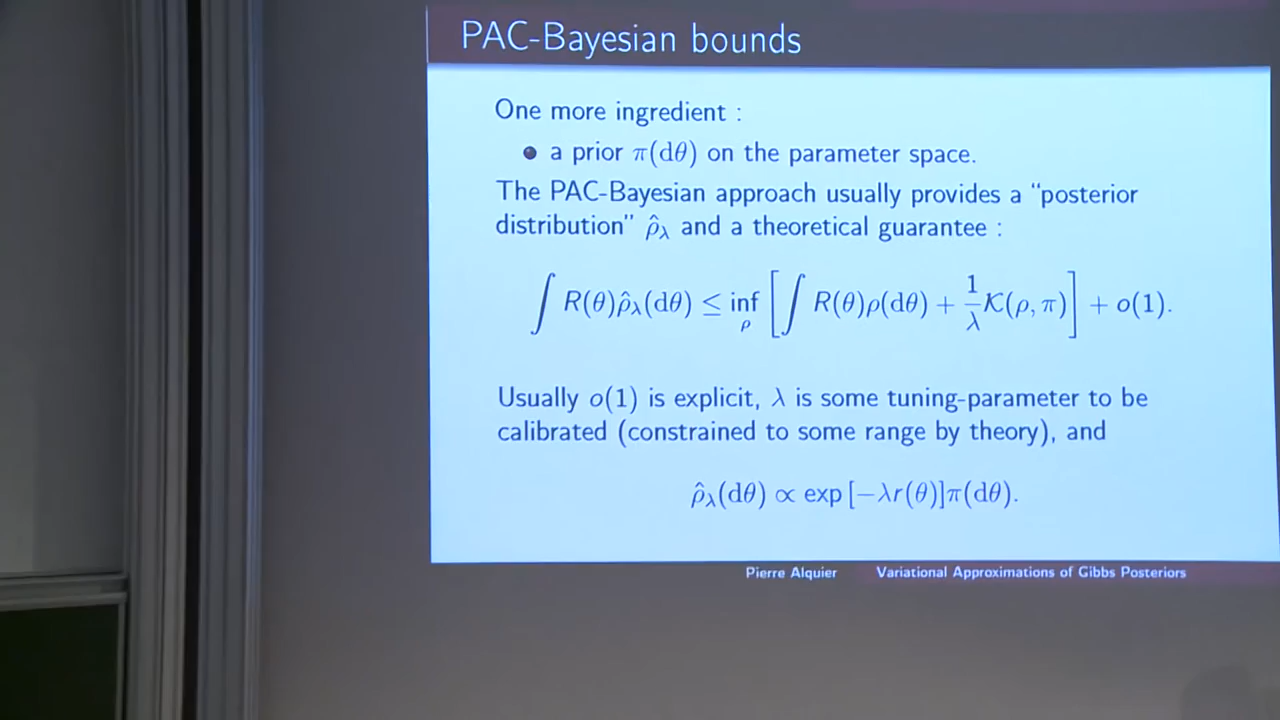 PAC-Bayesian bounds
One more ingredient :
● a prior π(dθ) on the parameter space.
The PAC-Bayesian approach usually provides a “posterior
distribution” ρ̂λ and a theoretical guarantee :
∫ R(θ)ρ̂λ(dθ) ≤ inf_ρ [ ∫ R(θ)ρ(dθ) + 1/λ 𝒦(ρ, π) ] + o(1).
Usually o(1) is explicit, λ is some tuning-parameter to be
calibrated (constrained to some range by theory), and
ρ̂λ(dθ) ∝ exp [−λr(θ)]π(dθ).
Pierre Alquier Variational Approximations of Gibbs Posteriors